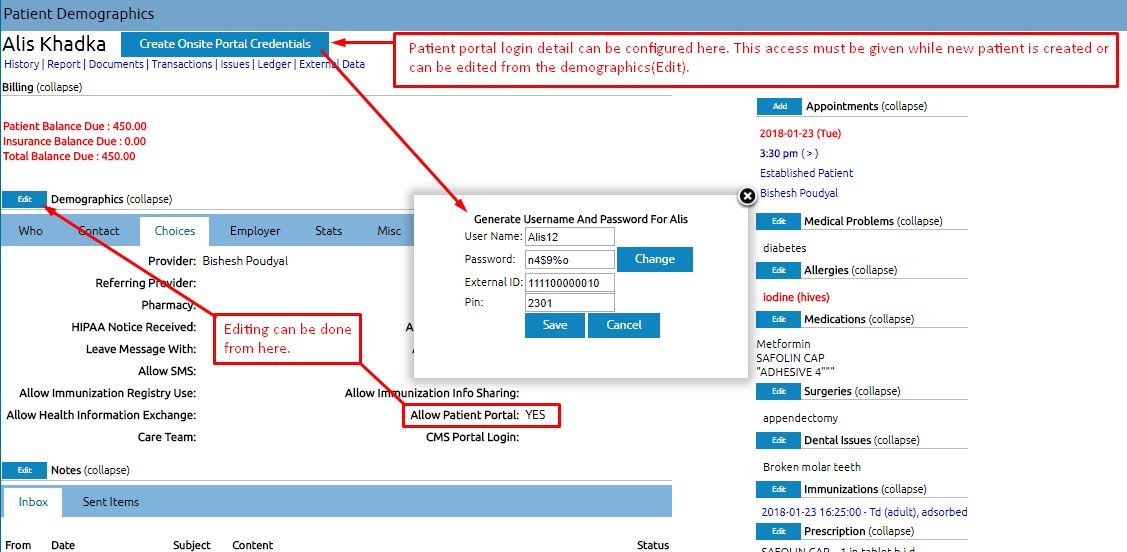 Patient Demographics
Alis Khadka
Create Onsite Portal Credentials
Patient portal login detail can be configured here. This access must be given while new patient is created or
can be edited from the demographics(Edit).
History | Report | Documents | Transactions | Issues | Ledger | External Data
Billing (collapse)
Patient Balance Due : 450.00
Insurance Balance Due : 0.00
Total Balance Due : 450.00
Edit Demographics (collapse)
Who Contact Choices Employer Stats Misc
Provider: Bishesh Poudyal
Referring Provider:
Pharmacy:
HIPAA Notice Received:
Leave Message With:
Allow SMS:
Allow Immunization Registry Use: Allow Immunization Info Sharing:
Allow Health Information Exchange: Allow Patient Portal: YES
Care Team: CMS Portal Login:
Editing can be done
from here.
Generate Username And Password For Alis
User Name: Alis12
Password: n4$9%o Change
External ID: 111100000010
Pin: 2301
Save Cancel
Edit Notes (collapse)
Inbox Sent Items
From Date Subject Content Status
Add Appointments (collapse)
2018-01-23 (Tue)
3:30 pm ( > )
Established Patient
Bishesh Poudyal
Edit Medical Problems (collapse)
diabetes
Edit Allergies (collapse)
iodine (hives)
Edit Medications (collapse)
Metformin
SAFOLIN CAP
"ADHESIVE 4"""
Edit Surgeries (collapse)
appendectomy
Edit Dental Issues (collapse)
Broken molar teeth
Edit Immunizations (collapse)
2018-01-23 16:25:00 - Td (adult), adsorbed
Edit Prescription (collapse)
SAFOLIN CAP - 1 in tablet b.i.d.